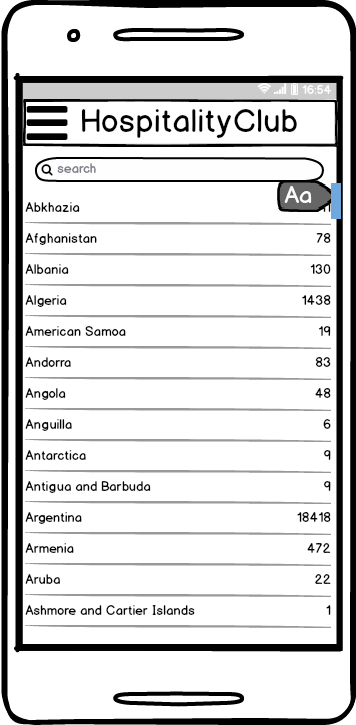 16:54
HospitalityClub
search
Aa
Abkhazia
Afghanistan 78
Albania 130
Algeria 1438
American Samoa 19
Andorra 83
Angola 48
Anguilla 6
Antarctica 9
Antigua and Barbuda 9
Argentina 18418
Armenia 472
Aruba 22
Ashmore and Cartier Islands 1